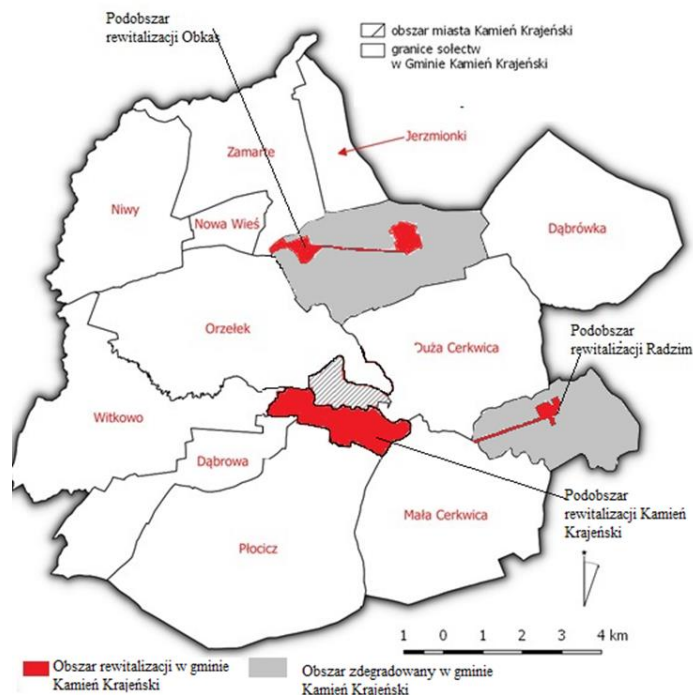 Podobszar
rewitalizacji Obkas
obszar miasta Kamień Krajeński
granice sołectw
w Gminie Kamień Krajeński
Jerzmionki
Zamarte
Niwy
Nowa Wieś
Dąbrówka
Orzełek
Duża Cerkwica
Podobszar
rewitalizacji Radzim
Witkowo
Dąbrowa
Mała Cerkwica
Płocicz
Podobszar
rewitalizacji Kamień
Krajeński
1 0 1 2 3 4 km
Obszar rewitalizacji w gminie
Kamień Krajeński
Obszar zdegradowany w gminie
Kamień Krajeński